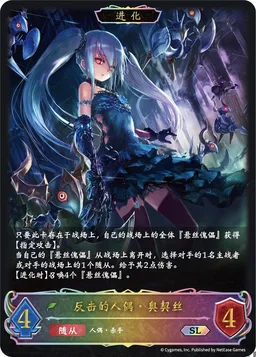 进化
只要此卡存在于战场上，自己的战场上的全体『悬丝傀儡』获得
【指定攻击】。
当自己的『悬丝傀儡』从战场上离开时，选择对手的1名主战者
或对手的战场上的1个随从。给予其2点伤害。
【进化时】召唤4个『悬丝傀儡』。
反击的人偶·奥契丝
4
4
随从
人偶·杀手
SL
© Cygames, Inc. Published by NetEase Games